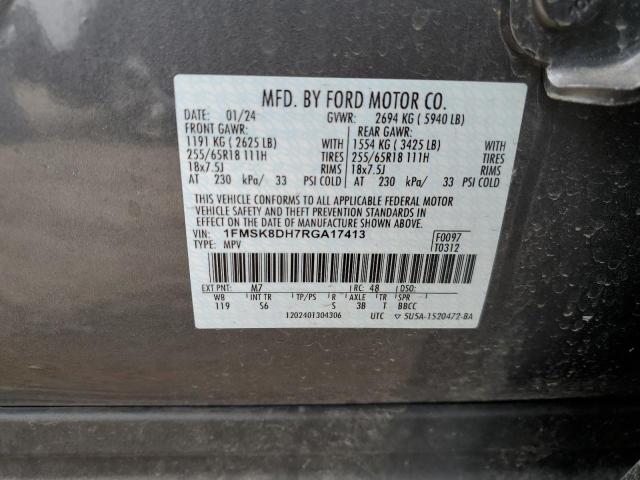 MFD. BY FORD MOTOR CO.
DATE: 01/24 GVWR: 2694 KG ( 5940 LB)
FRONT GAWR: REAR GAWR:
1191 KG ( 2625 LB) WITH 1554 KG ( 3425 LB) WITH
255/65R18 111H TIRES 255/65R18 111H TIRES
18x7.5J RIMS 18x7.5J RIMS
AT 230 kPa/ 33 PSI COLD AT 230 kPa/ 33 PSI COLD
THIS VEHICLE CONFORMS TO ALL APPLICABLE FEDERAL MOTOR
VEHICLE SAFETY AND THEFT PREVENTION STANDARDS IN
EFFECT ON THE DATE OF MANUFACTURE SHOWN ABOVE.
VIN: 1FMSK8DH7RGA17413 F0097
TYPE: MPV T0312
EXT PNT: M7 RC: 48 DSO:
WB INT TR TP/PS R AXLE TR SPR
119 S6 S 3B T BBCC
1202401304306 UTC ▽ 5U5A-1520472-BA